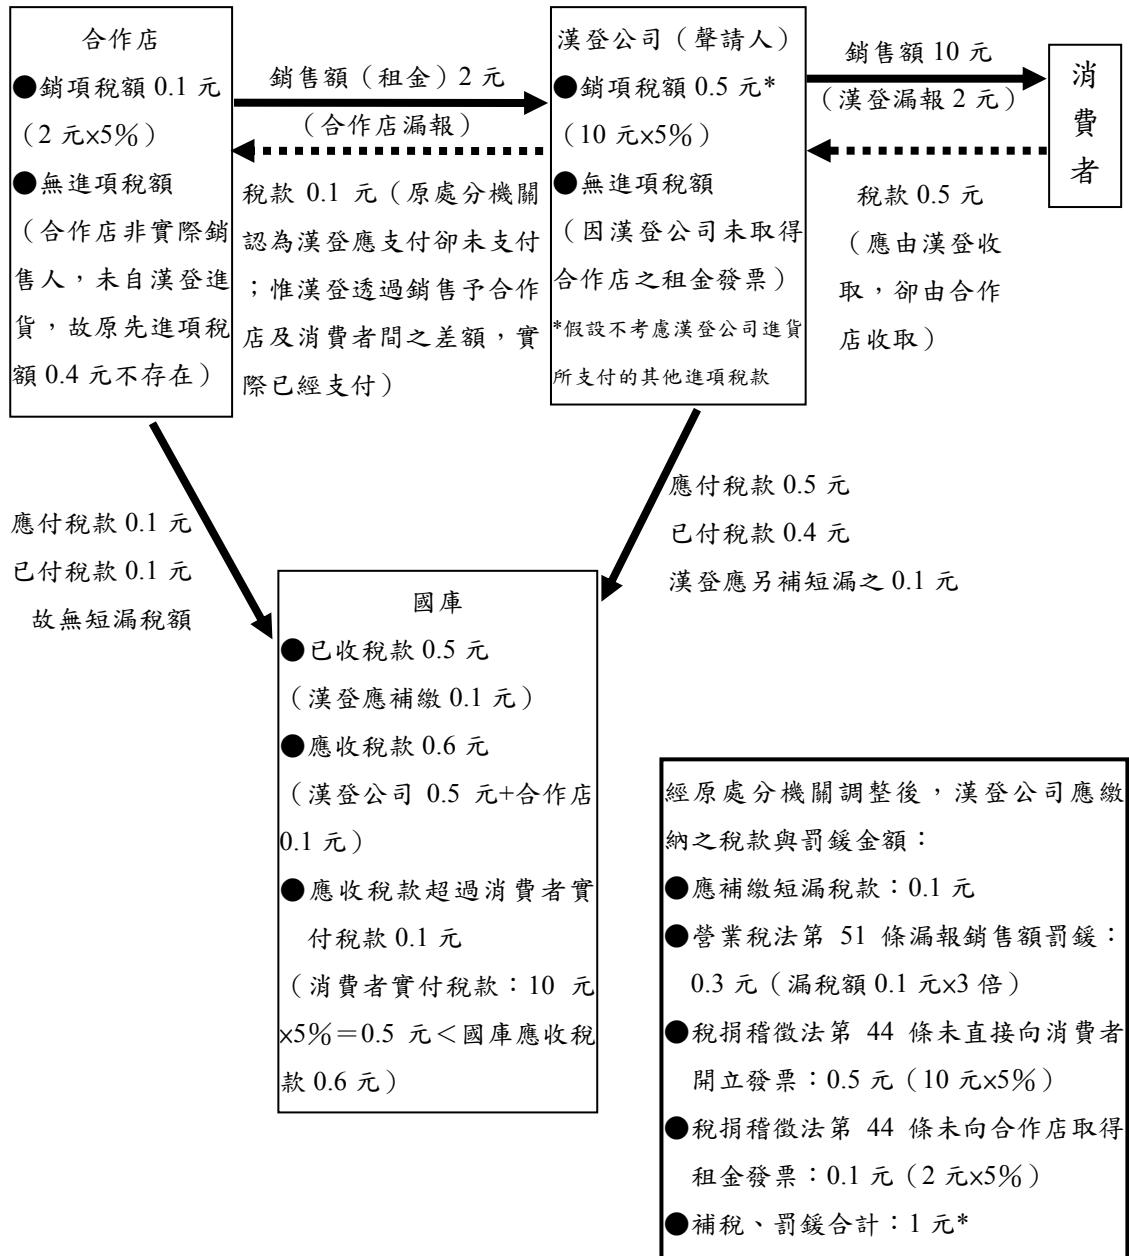 合作店
●銷項稅額 0.1 元
（2 元×5％）
●無進項稅額
（合作店非實際銷
售人，未自漢登進
貨，故原先進項稅
額 0.4 元不存在）
銷售額（租金）2 元
（合作店漏報）
稅款 0.1 元（原處分機關
認為漢登應支付卻未支付
；惟漢登透過銷售予合作
店及消費者間之差額，實
際已經支付）
漢登公司（聲請人）
●銷項稅額 0.5 元*
（10 元×5％）
●無進項稅額
（因漢登公司未取得
合作店之租金發票）
*假設不考慮漢登公司進貨
所支付的其他進項稅款
銷售額 10 元
（漢登漏報 2 元）
稅款 0.5 元
（應由漢登收
取，卻由合作
店收取）
消
費
者
應付稅款 0.1 元
已付稅款 0.1 元
故無短漏稅額
應付稅款 0.5 元
已付稅款 0.4 元
漢登應另補短漏之 0.1 元
國庫
●已收稅款 0.5 元
（漢登應補繳 0.1 元）
●應收稅款 0.6 元
（漢登公司 0.5 元+合作店
0.1 元）
●應收稅款超過消費者實
付稅款 0.1 元
（消費者實付稅款：10 元
×5％＝0.5 元＜國庫應收稅
款 0.6 元）
經原處分機關調整後，漢登公司應繳
納之稅款與罰鍰金額：
●應補繳短漏稅款：0.1 元
●營業稅法第 51 條漏報銷售額罰鍰：
0.3 元（漏稅額 0.1 元×3 倍）
●稅捐稽徵法第 44 條未直接向消費者
開立發票：0.5 元（10 元×5％）
●稅捐稽徵法第 44 條未向合作店取得
租金發票：0.1 元（2 元×5％）
●補稅、罰鍰合計：1 元*